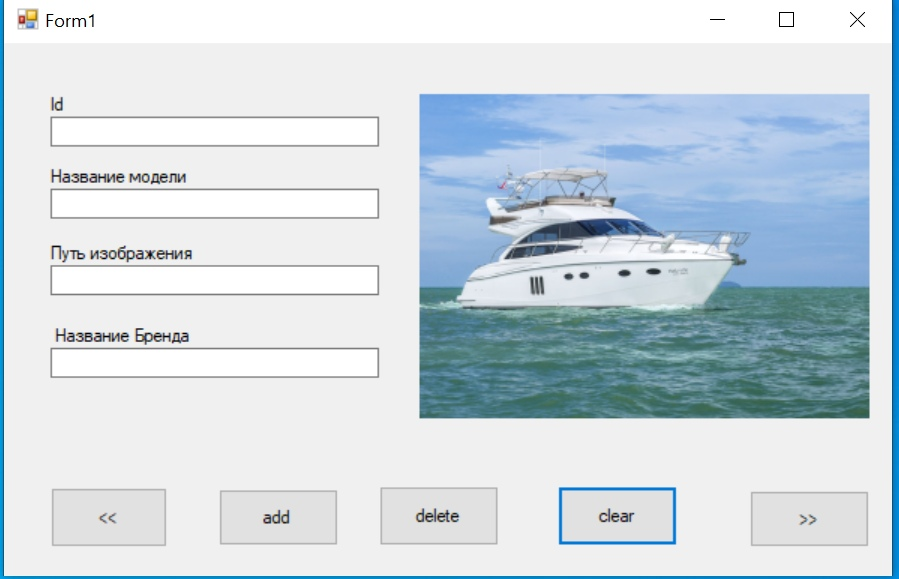 Form1
Id
Название модели
Путь изображения
Название Бренда
<<
add
delete
clear
>>